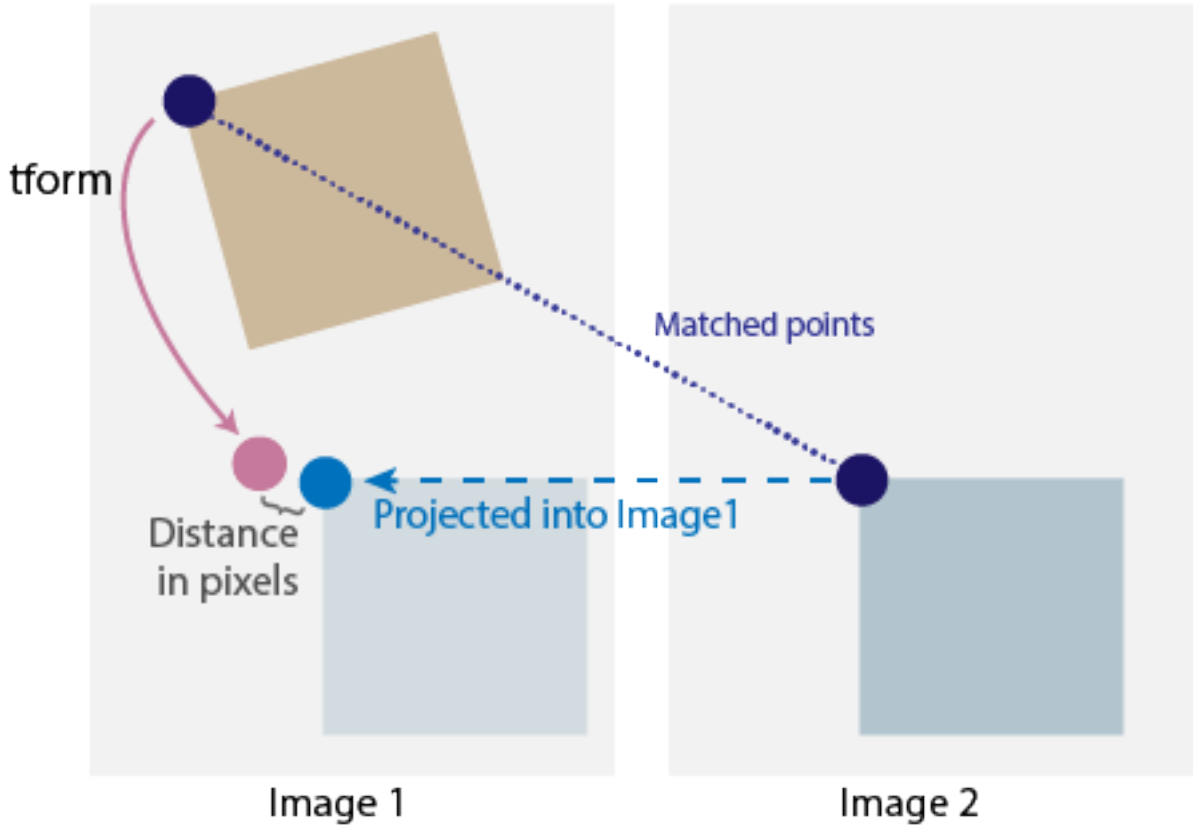 tform
Matched points
Projected into Image1
Distance
in pixels
Image 1
Image 2